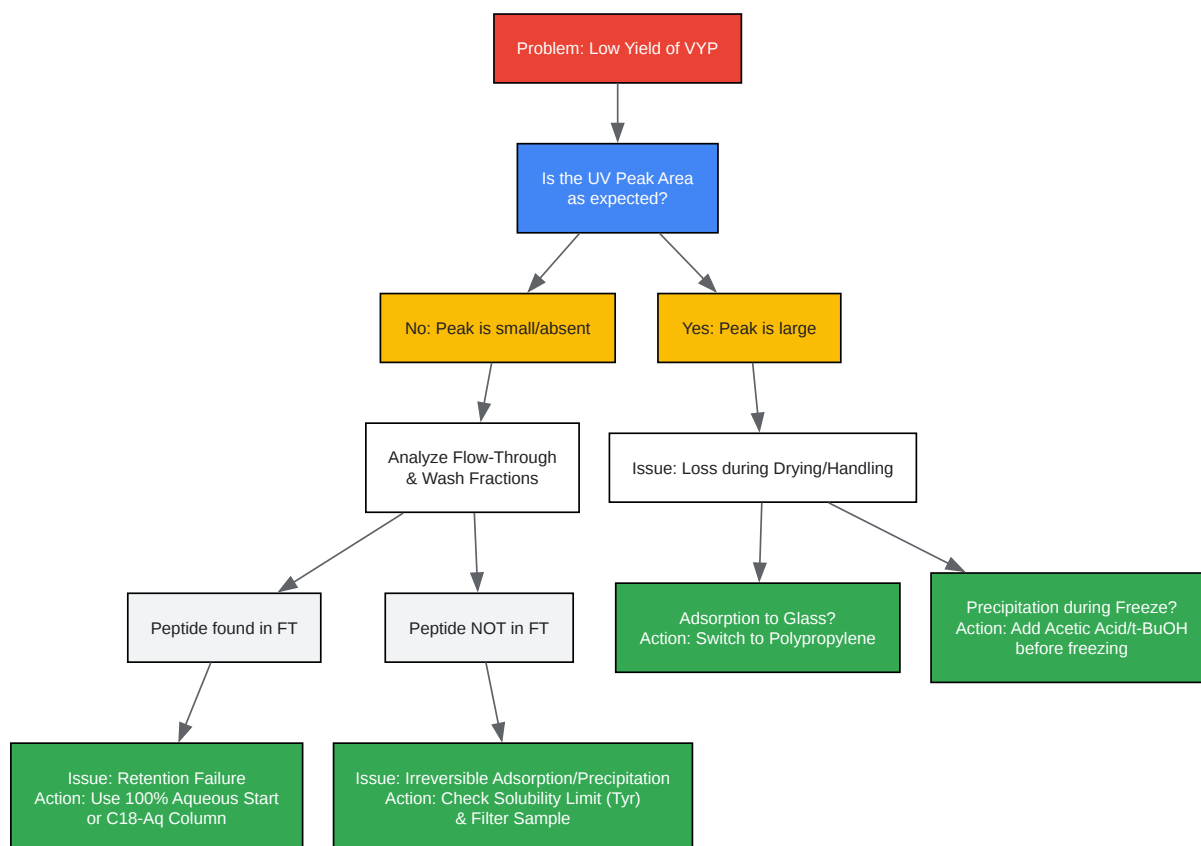 Problem: Low Yield of VYP
Is the UV Peak Area
as expected?
No: Peak is small/absent
Yes: Peak is large
Analyze Flow-Through
& Wash Fractions
Issue: Loss during Drying/Handling
Peptide found in FT
Peptide NOT in FT
Adsorption to Glass?
Action: Switch to Polypropylene
Precipitation during Freeze?
Action: Add Acetic Acid/t-BuOH
before freezing
Issue: Retention Failure
Action: Use 100% Aqueous Start
or C18-Aq Column
Issue: Irreversible Adsorption/Precipitation
Action: Check Solubility Limit (Tyr)
& Filter Sample